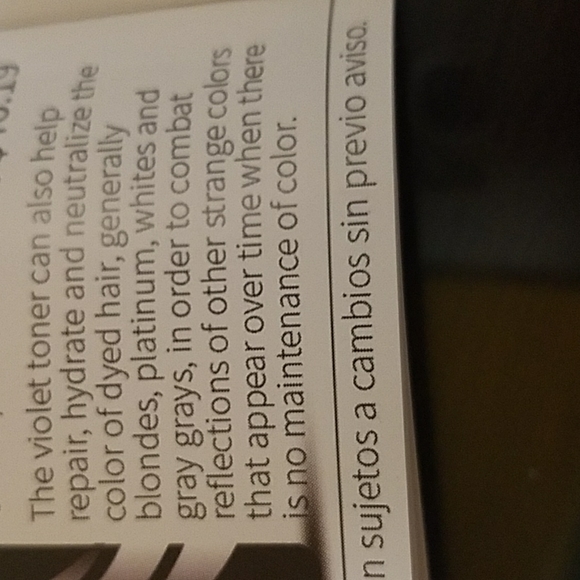 The violet toner can also help
repair, hydrate and neutralize the
color of dyed hair, generally
blondes, platinum, whites and
gray grays, in order to combat
reflections of other strange colors
that appear over time when there
is no maintenance of color.
n sujetos a cambios sin previo aviso.